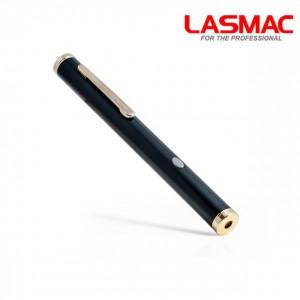 LASMAC
FOR THE PROFESSIONAL